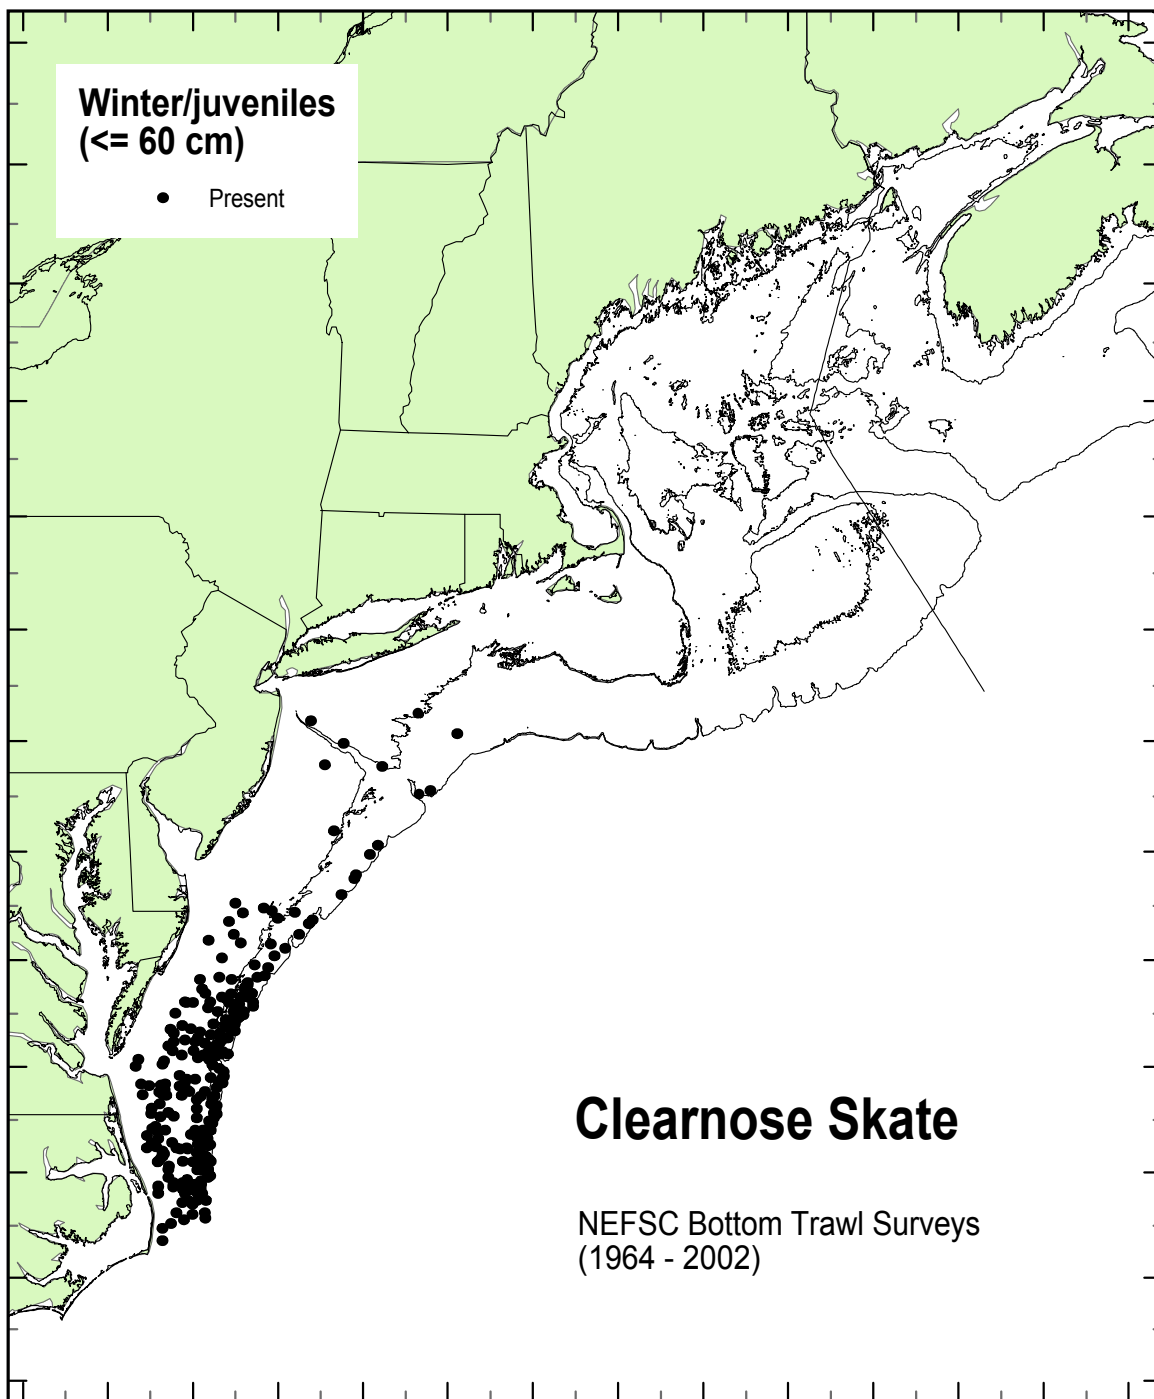 Winter/juveniles
(<= 60 cm)
Present
Clearnose Skate
NEFSC Bottom Trawl Surveys
(1964 - 2002)